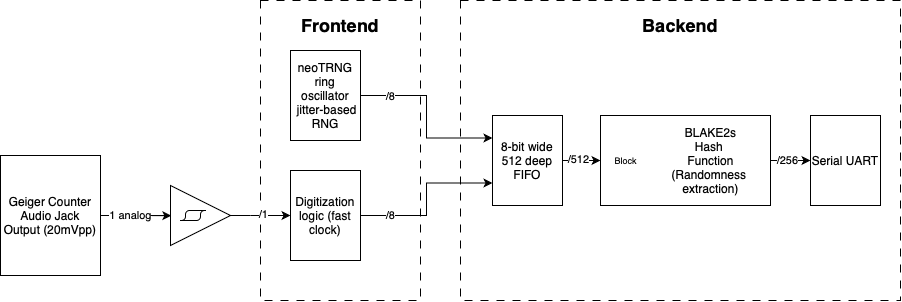 Frontend
Backend
neoTRNG
ring
oscillator
jitter-based
RNG
/8
8-bit wide
512 deep
FIFO
/512
Block
BLAKE2s
Hash
Function
(Randomness
extraction)
/256
Serial UART
Geiger Counter
Audio Jack
Output (20mVpp)
1 analog
/1
Digitization
logic (fast
clock)
/8